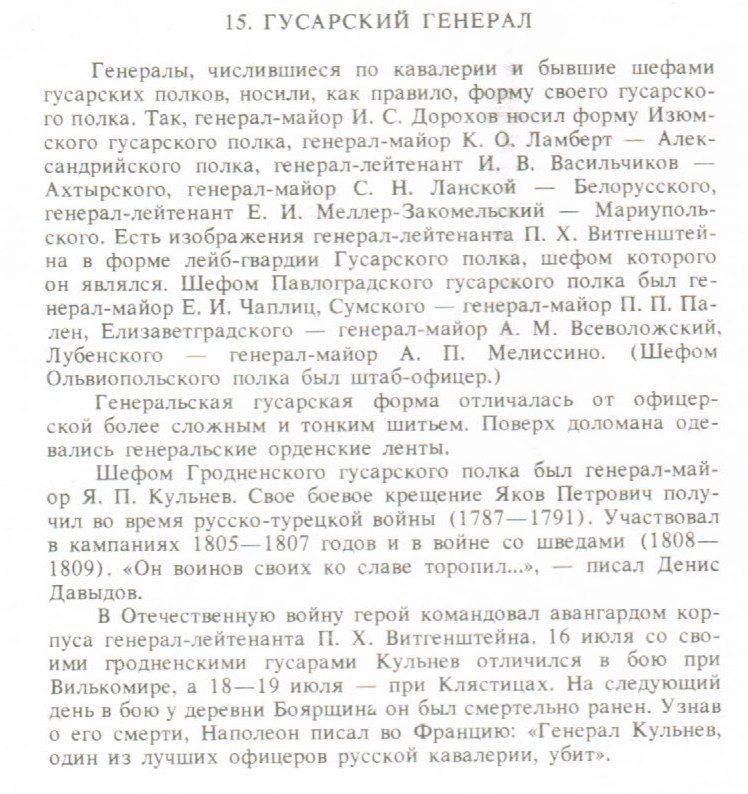 15. ГУСАРСКИЙ ГЕНЕРАЛ
Генералы, числившиеся по кавалерии и бывшие шефами
гусарских полков, носили, как правило, форму своего гусарско-
го полка. Так, генерал-майор И. С. Дорохов носил форму Изюм-
ского гусарского полка, генерал-майор К. О. Ламберт — Алек-
сандрийского полка, генерал-лейтенант И. В. Васильчиков —
Ахтырского, генерал-майор С. Н. Ланской — Белорусского,
генерал-лейтенант Е. И. Меллер-Закомельский — Мариуполь-
ского. Есть изображения генерал-лейтенанта П. Х. Витгенштей-
на в форме лейб-гвардии Гусарского полка, шефом которого
он являлся. Шефом Павлоградского гусарского полка был ге-
нерал-майор Е. И. Чаплиц, Сумского — генерал-майор П. П. Па-
лен, Елизаветградского — генерал-майор А. М. Всеволожский,
Лубенского — генерал-майор А. П. Мелиссино. (Шефом
Ольвиопольского полка был штаб-офицер.)
Генеральская гусарская форма отличалась от офицер-
ской более сложным и тонким шитьем. Поверх доломана оде-
вались генеральские орденские ленты.
Шефом Гродненского гусарского полка был генерал-май-
ор Я. П. Кульнев. Свое боевое крещение Яков Петрович полу-
чил во время русско-турецкой войны (1787—1791). Участвовал
в кампаниях 1805—1807 годов и в войне со шведами (1808—
1809). «Он воинов своих ко славе торопил...», — писал Денис
Давыдов.
В Отечественную войну герой командовал авангардом кор-
пуса генерал-лейтенанта П. Х. Витгенштейна. 16 июля со сво-
ими гродненскими гусарами Кульнев отличился в бою при
Вилькомире, а 18—19 июля — при Клястицах. На следующий
день в бою у деревни Боярщина он был смертельно ранен. Узнав
о его смерти, Наполеон писал во Францию: «Генерал Кульнев,
один из лучших офицеров русской кавалерии, убит».